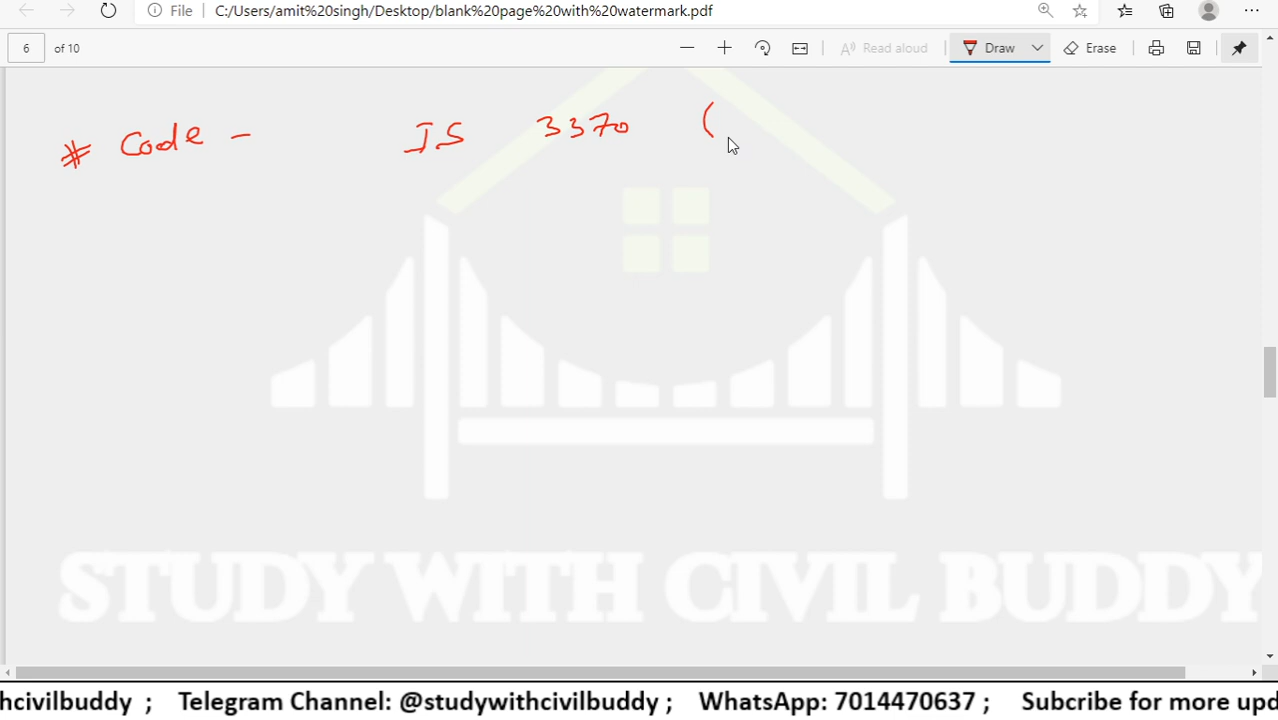 File C:/Users/amit%20singh/Desktop/blank%20page%20with%20watermark.pdf
6 of 10 Read aloud Draw Erase
# Code - IS 3370 (
STUDY WITH CIVIL BUDDY
hcivilbuddy ; Telegram Channel: @studywithcivilbuddy ; WhatsApp: 7014470637 ; Subcribe for more upd